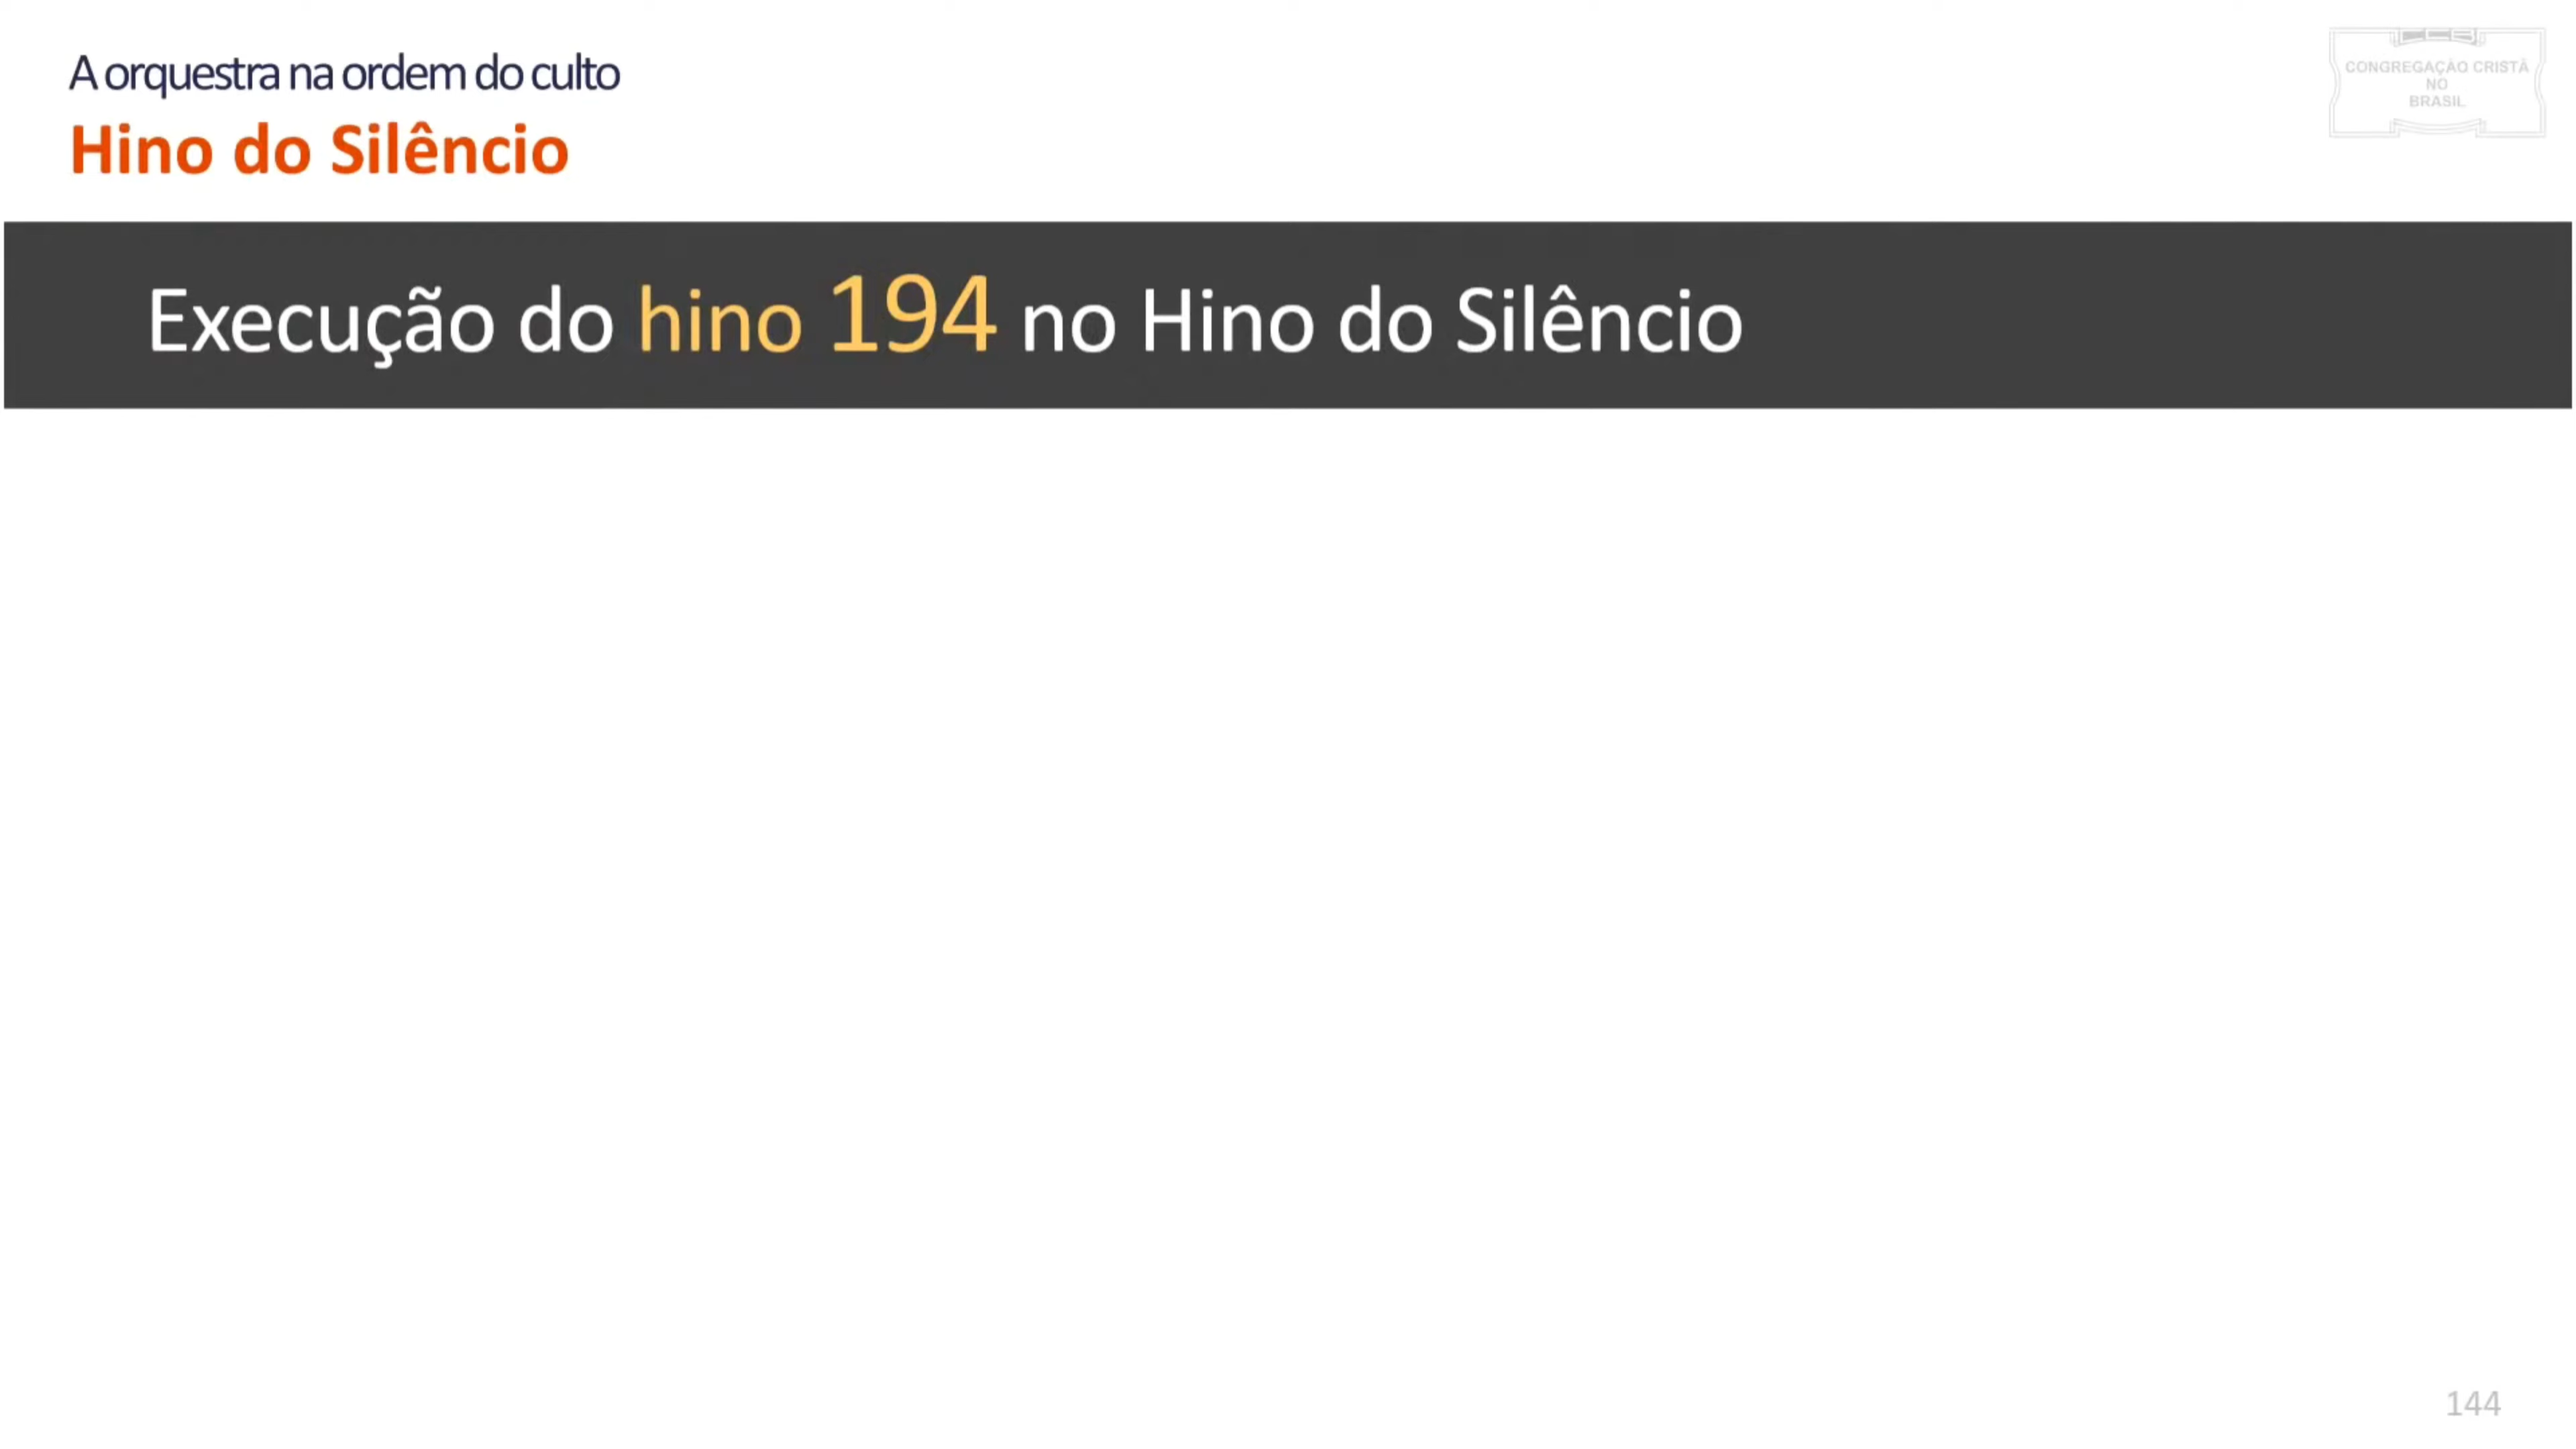 A orquestra na ordem do culto
Hino do Silêncio
CONGREGAÇÃO CRISTÃ
NO
BRASIL
Execução do hino 194 no Hino do Silêncio
144